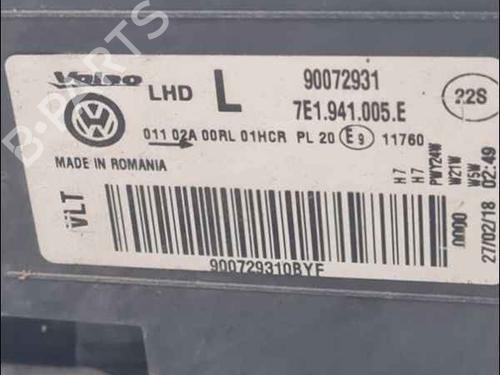 B-PARTS
Valeo
LHD L 90072931
7E1.941.005.E
22S
011 02A 00RL 01HCR PL 20 E9 11760
MADE IN ROMANIA
VLT
H7
H7
PWY24W
W21W
W5W
0000
27/02/18 02:49
900729310BYE